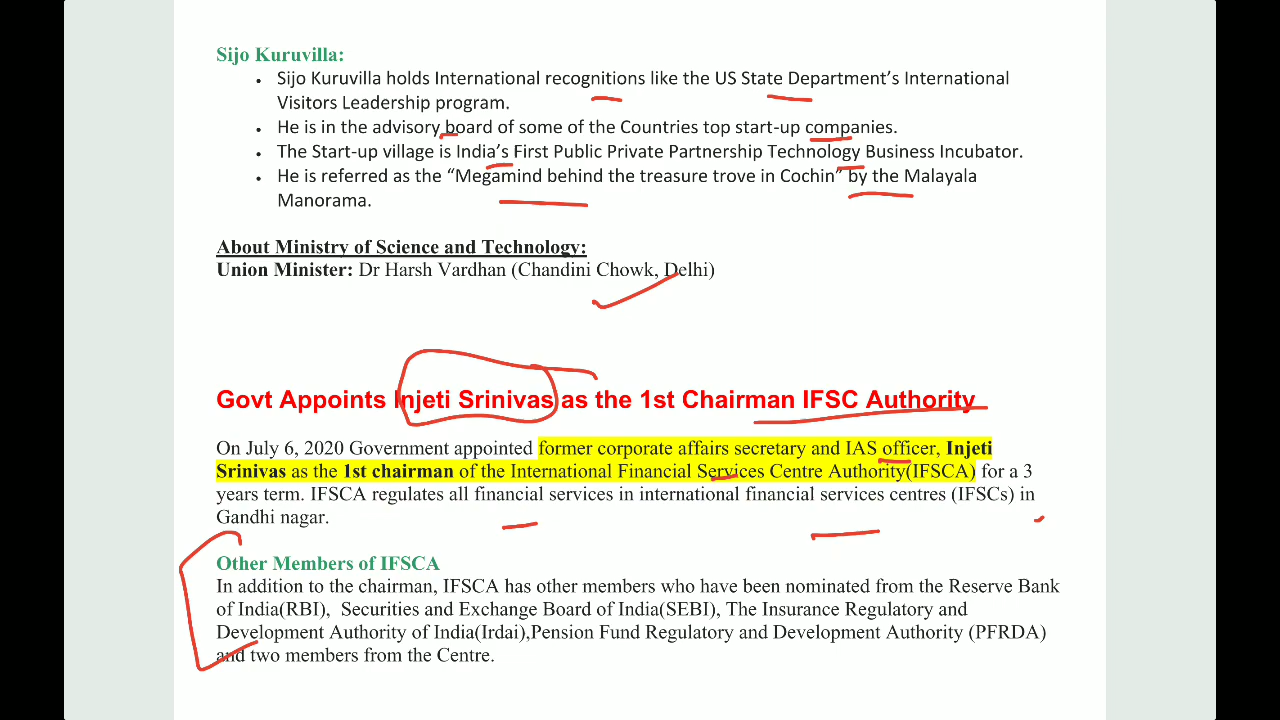 Sijo Kuruvilla:
• Sijo Kuruvilla holds International recognitions like the US State Department's International
Visitors Leadership program.
• He is in the advisory board of some of the Countries top start-up companies.
• The Start-up village is India's First Public Private Partnership Technology Business Incubator.
• He is referred as the "Megamind behind the treasure trove in Cochin" by the Malayala
Manorama.
About Ministry of Science and Technology:
Union Minister: Dr Harsh Vardhan (Chandini Chowk, Delhi)
Govt Appoints Injeti Srinivas as the 1st Chairman IFSC Authority
On July 6, 2020 Government appointed former corporate affairs secretary and IAS officer, Injeti
Srinivas as the 1st chairman of the International Financial Services Centre Authority(IFSCA) for a 3
years term. IFSCA regulates all financial services in international financial services centres (IFSCs) in
Gandhi nagar.
Other Members of IFSCA
In addition to the chairman, IFSCA has other members who have been nominated from the Reserve Bank
of India(RBI),  Securities and Exchange Board of India(SEBI), The Insurance Regulatory and
Development Authority of India(Irdai),Pension Fund Regulatory and Development Authority (PFRDA)
and two members from the Centre.